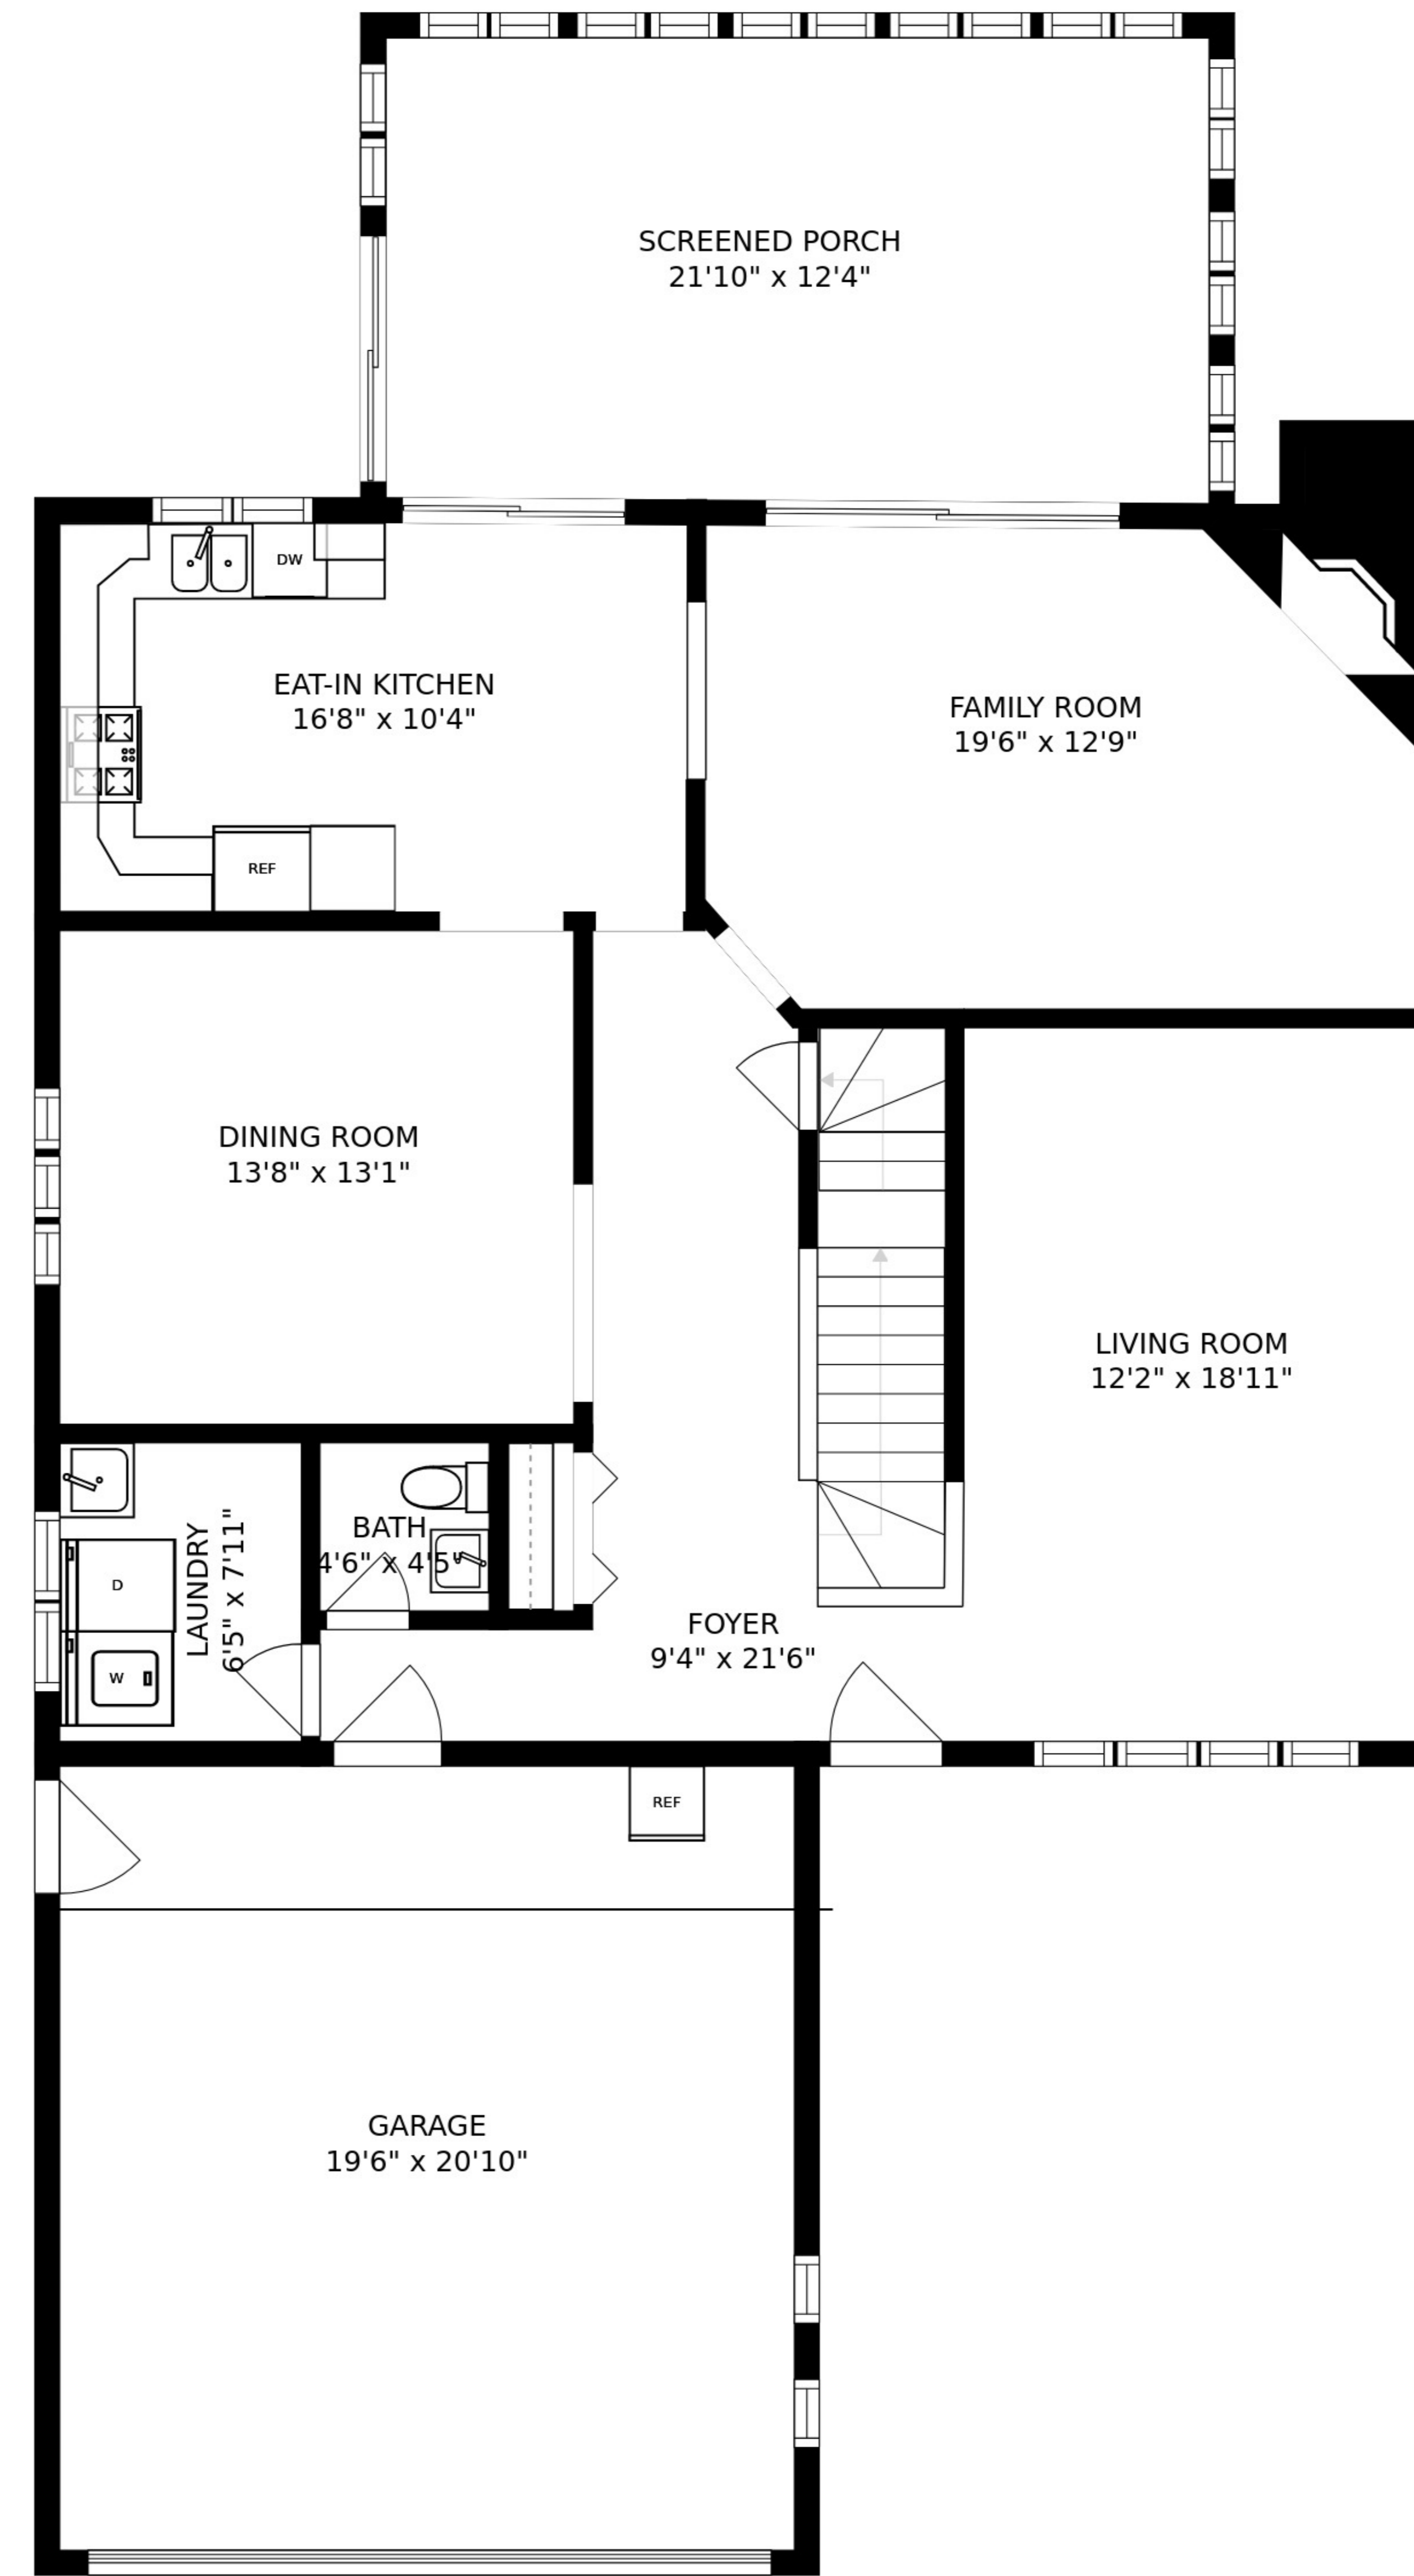 SCREENED PORCH
21'10" x 12'4"
DW
EAT-IN KITCHEN
16'8" x 10'4"
FAMILY ROOM
19'6" x 12'9"
REF
DINING ROOM
13'8" x 13'1"
LIVING ROOM
12'2" x 18'11"
BATH
4'6" x 4'5"
LAUNDRY
6'5" x 7'11"
D
W
FOYER
9'4" x 21'6"
REF
GARAGE
19'6" x 20'10"